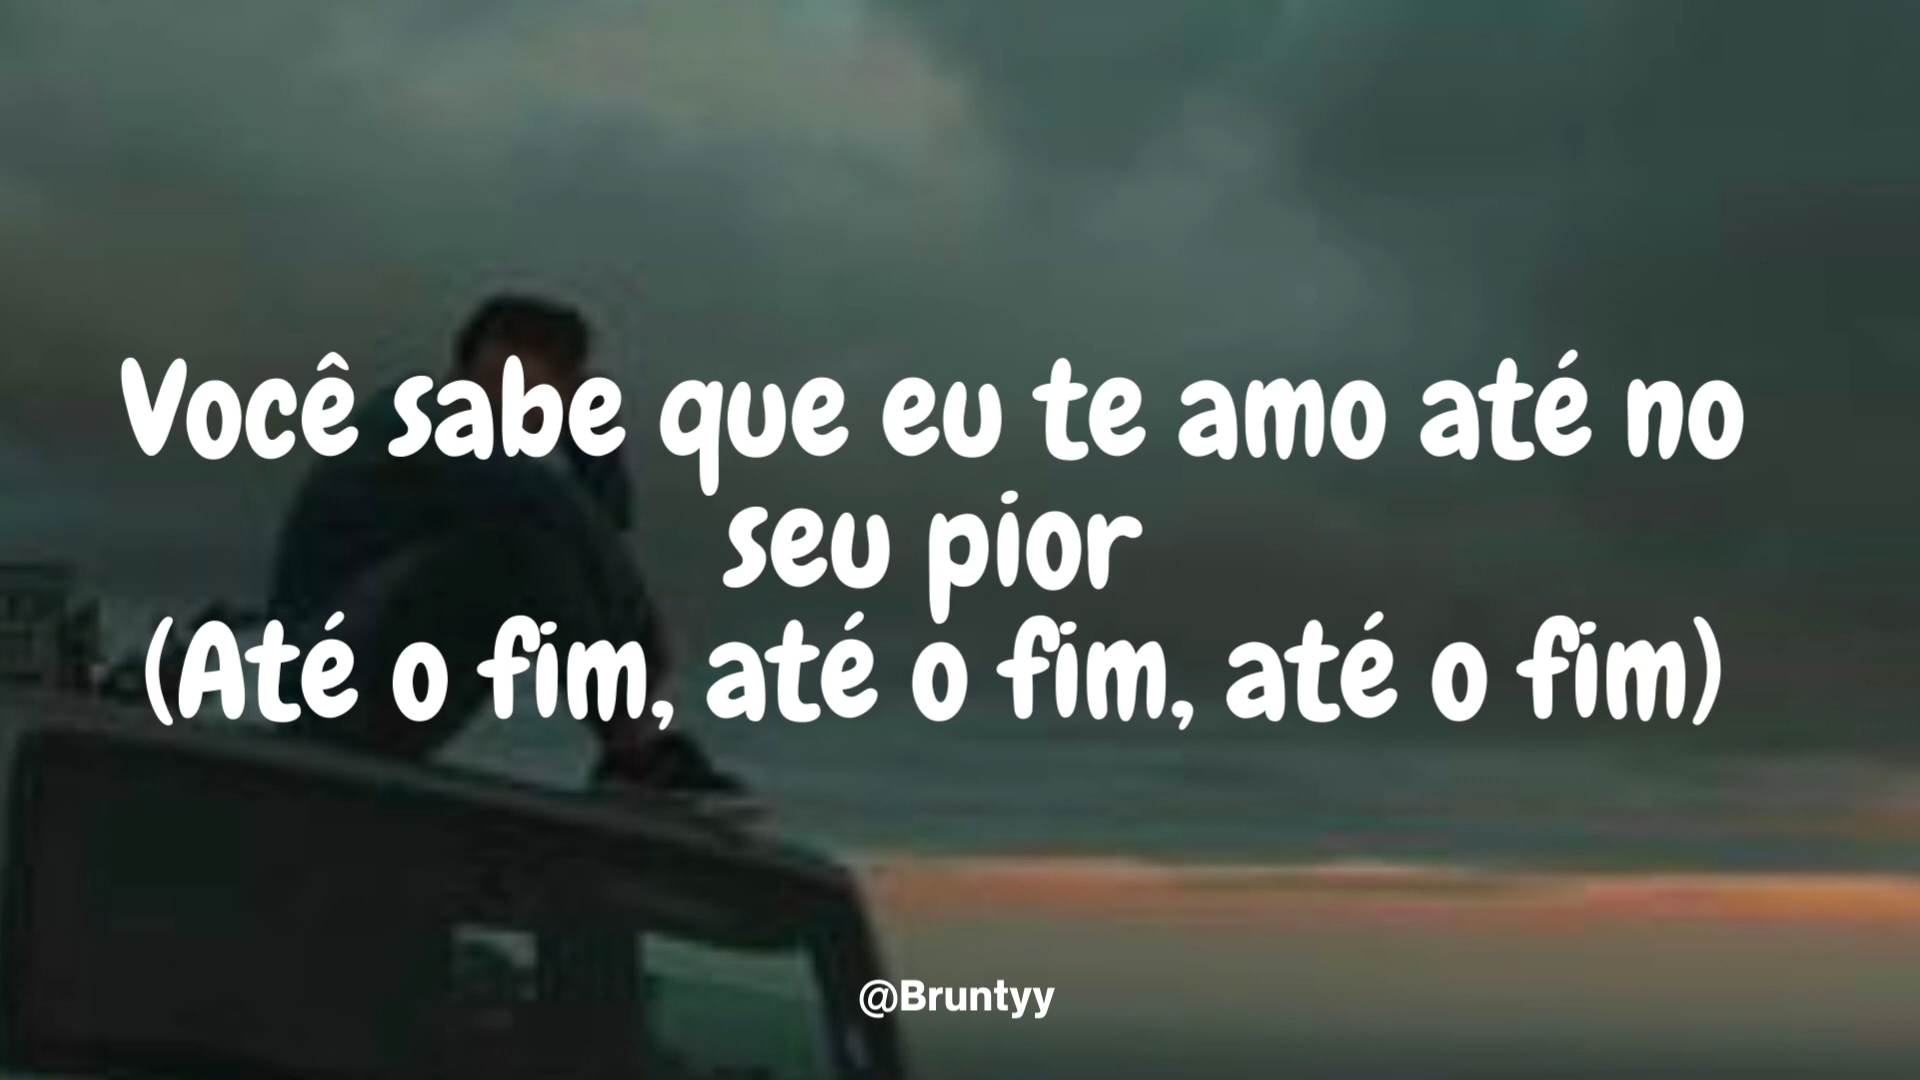 Você sabe que eu te amo até no
seu pior
(Até o fim, até o fim, até o fim)
@Bruntyy